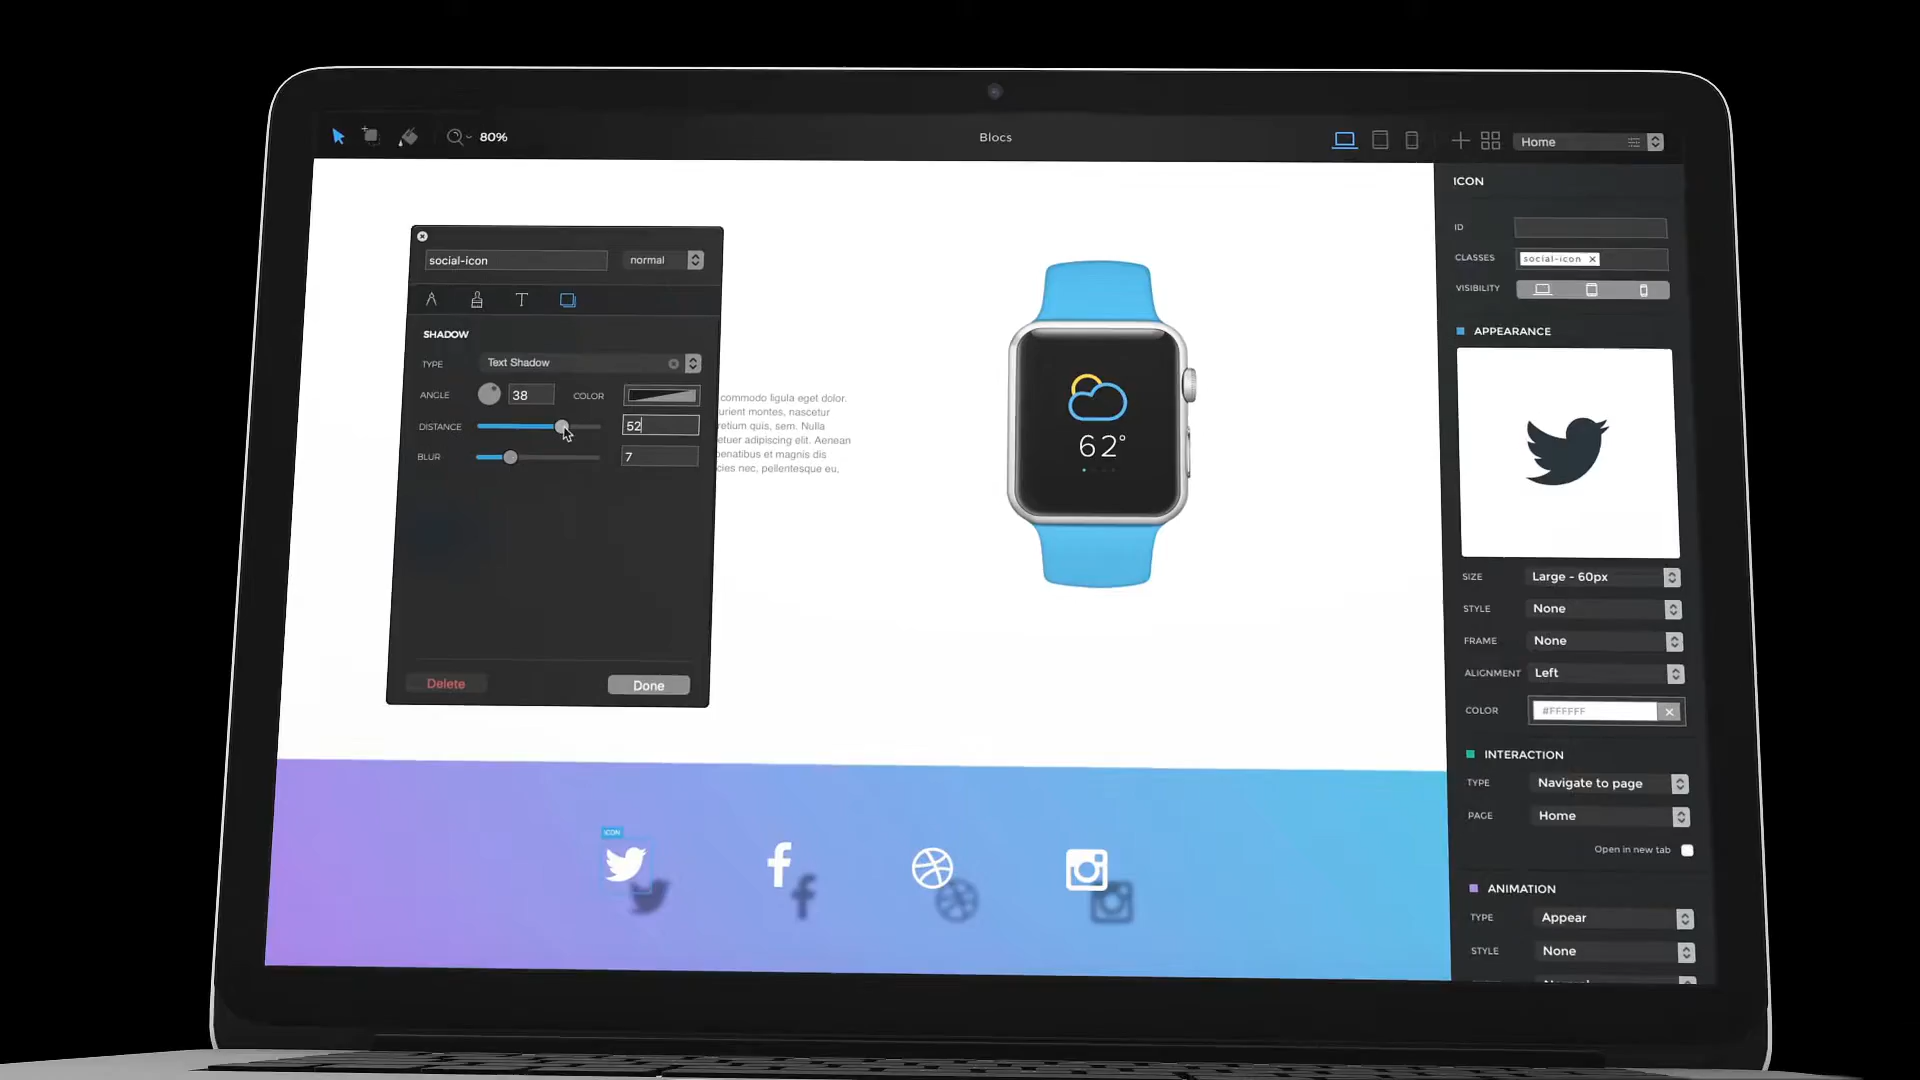 80%
Blocs
Home
social-icon
normal
SHADOW
TYPE
Text Shadow
ANGLE
38
COLOR
DISTANCE
52
BLUR
7
Delete
Done
commodo ligula eget dolor.
urient montes, nascetur
retium quis, sem. Nulla
etuer adipiscing elit. Aenean
penatibus et magnis dis
cies nec, pellentesque eu,
62°
ICON
ICON
ID
CLASSES
social-icon
VISIBILITY
APPEARANCE
SIZE
Large - 60px
STYLE
None
FRAME
None
ALIGNMENT
Left
COLOR
#FFFFFF
INTERACTION
TYPE
Navigate to page
PAGE
Home
Open in new tab
ANIMATION
TYPE
Appear
STYLE
None